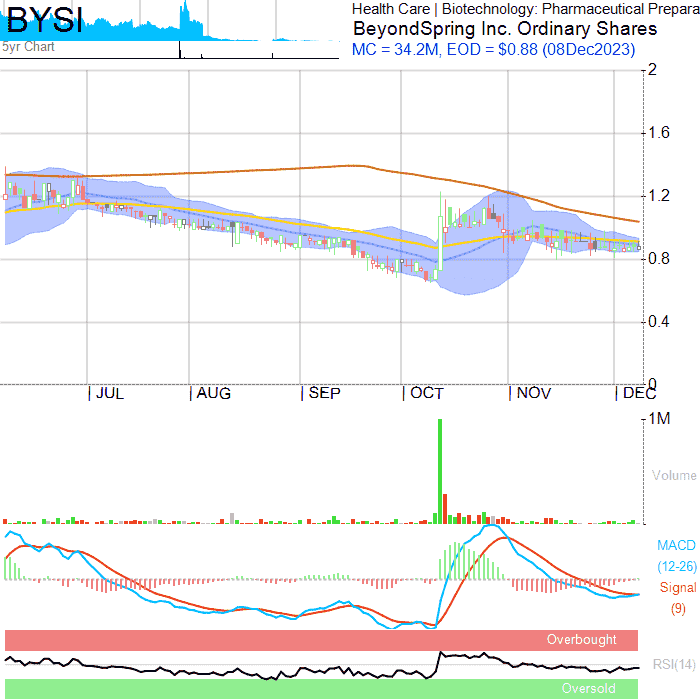 BYSI
Health Care | Biotechnology: Pharmaceutical Prepara
BeyondSpring Inc. Ordinary Shares
5yr Chart
MC = 34.2M, EOD = $0.88 (08Dec2023)
2
1.6
1.2
0.8
0.4
0
JUL AUG SEP OCT NOV DEC
1M
Volume
MACD
(12-26)
Signal
(9)
Overbought
RSI(14)
Oversold